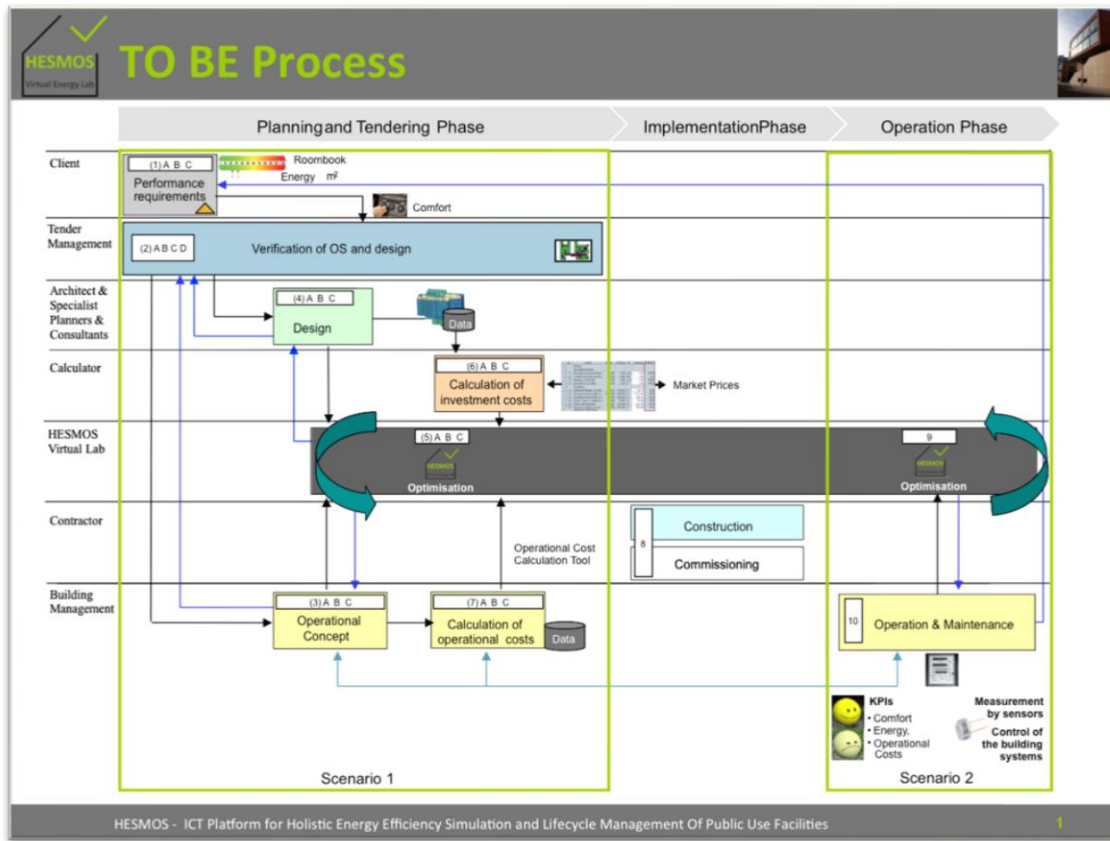 HESMOS
Virtual Energy Lab
TO BE Process
Planningand Tendering Phase
ImplementationPhase
Operation Phase
Client
(1) A B C
Performance
requirements
Roombook
Energy m²
Comfort
Tender
Management
(2) A B C D
Verification of OS and design
Architect &
Specialist
Planners &
Consultants
(4) A B C
Design
Data
Calculator
(6) A B C
Calculation of
investment costs
Market Prices
HESMOS
Virtual Lab
(5) A B C
HESMOS
Optimisation
9
HESMOS
Optimisation
Contractor
Operational Cost
Calculation Tool
8
Construction
Commissioning
Building
Management
(3) A B C
Operational
Concept
(7) A B C
Calculation of
operational costs
Data
10
Operation & Maintenance
KPIs
• Comfort
• Energy,
• Operational
Costs
Measurement
by sensors
Control of
the building
systems
Scenario 1
Scenario 2
HESMOS - ICT Platform for Holistic Energy Efficiency Simulation and Lifecycle Management Of Public Use Facilities
1